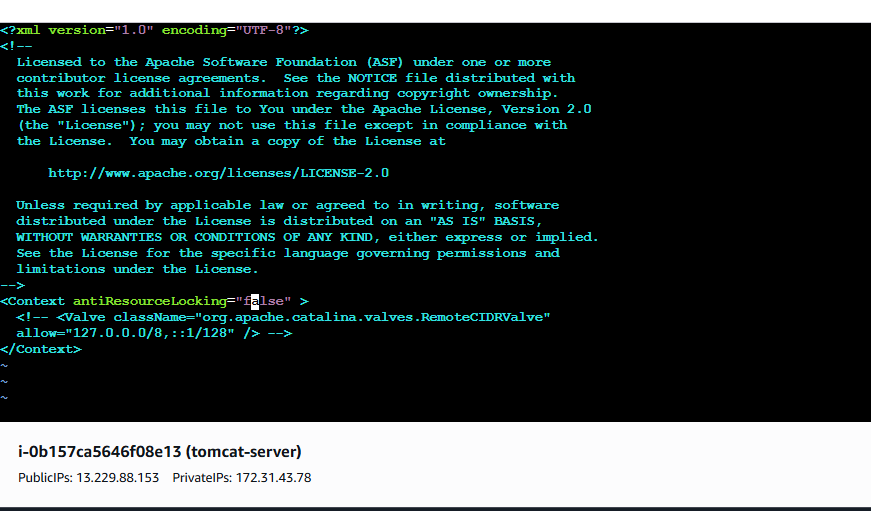 <?xml version="1.0" encoding="UTF-8"?>
<!--
  Licensed to the Apache Software Foundation (ASF) under one or more
  contributor license agreements.  See the NOTICE file distributed with
  this work for additional information regarding copyright ownership.
  The ASF licenses this file to You under the Apache License, Version 2.0
  (the "License"); you may not use this file except in compliance with
  the License.  You may obtain a copy of the License at

      http://www.apache.org/licenses/LICENSE-2.0

  Unless required by applicable law or agreed to in writing, software
  distributed under the License is distributed on an "AS IS" BASIS,
  WITHOUT WARRANTIES OR CONDITIONS OF ANY KIND, either express or implied.
  See the License for the specific language governing permissions and
  limitations under the License.
-->
<Context antiResourceLocking="false" >
  <!-- <Valve className="org.apache.catalina.valves.RemoteCIDRValve"
  allow="127.0.0.0/8,::1/128" /> -->
</Context>
~
~
~
i-0b157ca5646f08e13 (tomcat-server)
PublicIPs: 13.229.88.153    PrivateIPs: 172.31.43.78